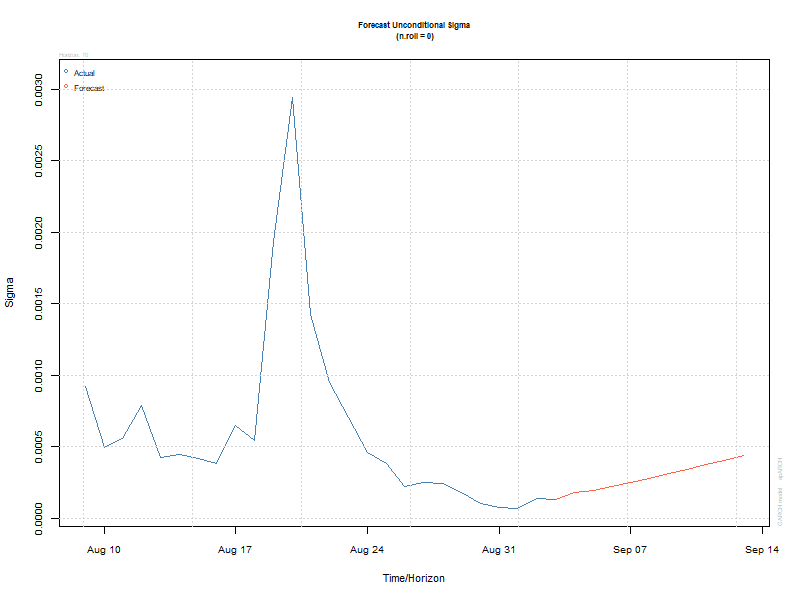 Forecast Unconditional Sigma
(n.roll = 0)
Horizon: 10
Actual
Forecast
0.0030
0.0025
0.0020
0.0015
0.0010
0.0005
0.0000
Sigma
Aug 10
Aug 17
Aug 24
Aug 31
Sep 07
Sep 14
Time/Horizon
GARCH model : apARCH